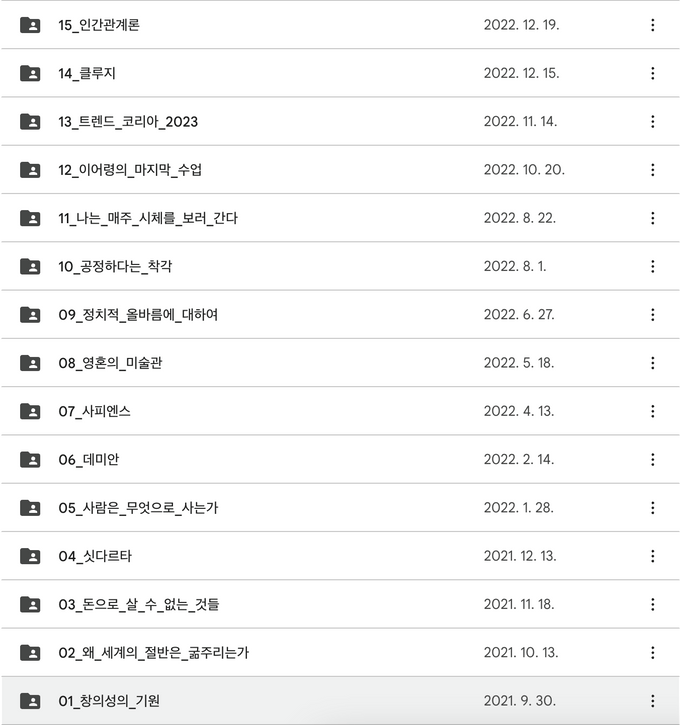 15_인간관계론 2022. 12. 19.
14_클루지 2022. 12. 15.
13_트렌드_코리아_2023 2022. 11. 14.
12_이어령의_마지막_수업 2022. 10. 20.
11_나는_매주_시체를_보러_간다 2022. 8. 22.
10_공정하다는_착각 2022. 8. 1.
09_정치적_올바름에_대하여 2022. 6. 27.
08_영혼의_미술관 2022. 5. 18.
07_사피엔스 2022. 4. 13.
06_데미안 2022. 2. 14.
05_사람은_무엇으로_사는가 2022. 1. 28.
04_싯다르타 2021. 12. 13.
03_돈으로_살_수_없는_것들 2021. 11. 18.
02_왜_세계의_절반은_굶주리는가 2021. 10. 13.
01_창의성의_기원 2021. 9. 30.